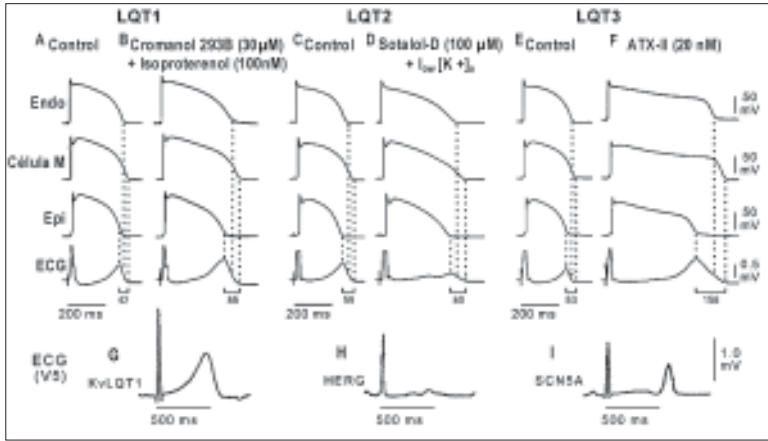 LQT1 LQT2 LQT3
A Control B Cromanol 293B (30µM) C Control D Sotalol-D (100 µM) E Control F ATX-II (20 nM)
+ Isoproterenol (100nM) + I [K +]
Endo 50 mV
Célula M 50 mV
Epi 50 mV
ECG 0.5 mV
200 ms 200 ms 200 ms
ECG (V5) G KvLQT1 H HERG I SCN5A 1.0 mV
500 ms 500 ms 500 ms